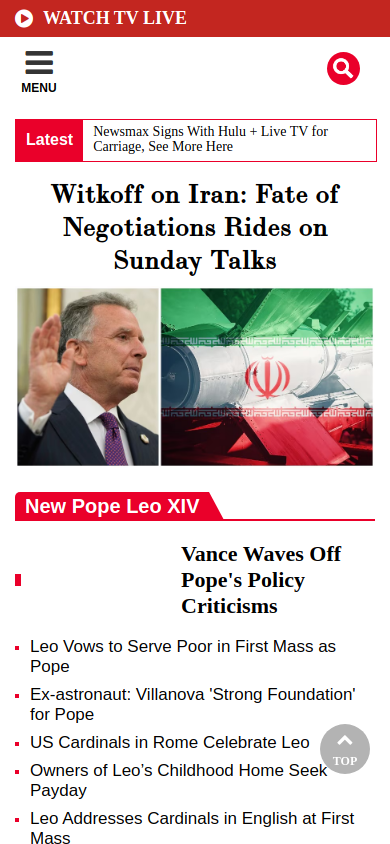 WATCH TV LIVE
MENU
Latest
Newsmax Signs With Hulu + Live TV for
Carriage, See More Here
Witkoff on Iran: Fate of
Negotiations Rides on
Sunday Talks
New Pope Leo XIV
Vance Waves Off
Pope's Policy
Criticisms
Leo Vows to Serve Poor in First Mass as
Pope
Ex-astronaut: Villanova 'Strong Foundation'
for Pope
US Cardinals in Rome Celebrate Leo
Owners of Leo’s Childhood Home Seek
Payday
TOP
Leo Addresses Cardinals in English at First
Mass